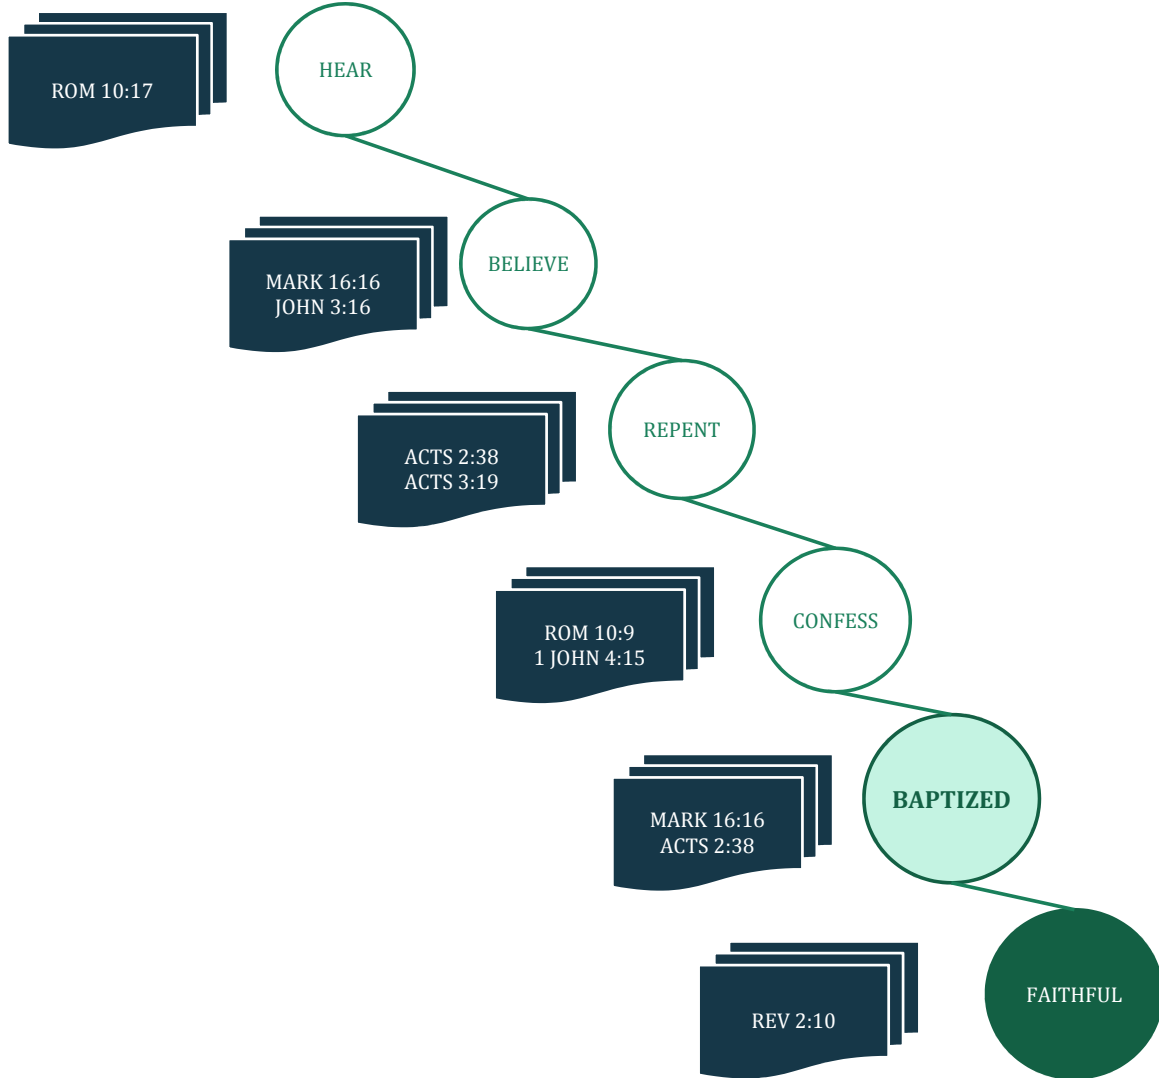 ROM 10:17
HEAR
MARK 16:16
JOHN 3:16
BELIEVE
ACTS 2:38
ACTS 3:19
REPENT
ROM 10:9
1 JOHN 4:15
CONFESS
MARK 16:16
ACTS 2:38
BAPTIZED
REV 2:10
FAITHFUL